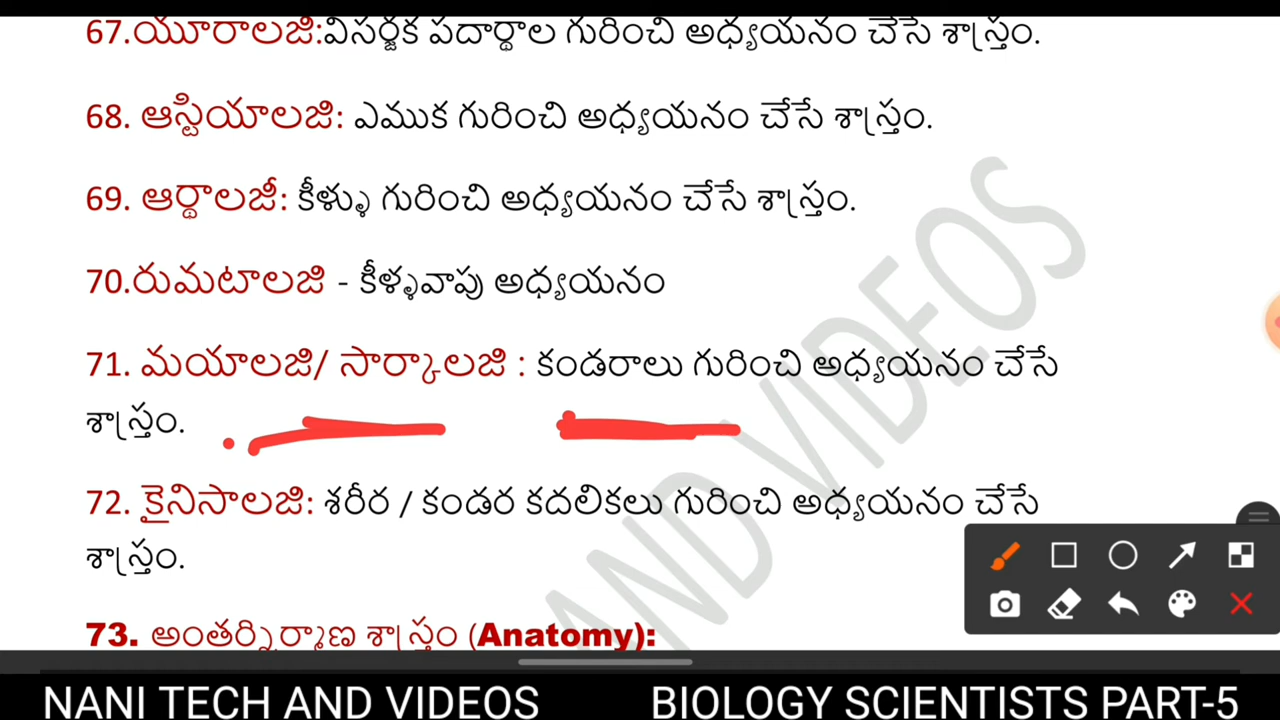 67.యూరాలజి:విసర్జక పదార్థాల గురించి అధ్యయనం చేసే శాస్త్రం.
68. ఆస్టియాలజి: ఎముక గురించి అధ్యయనం చేసే శాస్త్రం.
69. ఆర్థాలజీ: కీళ్ళు గురించి అధ్యయనం చేసే శాస్త్రం.
70.రుమటాలజి - కీళ్ళవాపు అధ్యయనం
71. మయాలజి/ సార్కాలజి : కండరాలు గురించి అధ్యయనం చేసే
శాస్త్రం.
72. కైనిసాలజి: శరీర / కండర కదలికలు గురించి అధ్యయనం చేసే
శాస్త్రం.
73. అంతర్నిర్మాణ శాస్త్రం (Anatomy):
AND VIDEOS
NANI TECH AND VIDEOS BIOLOGY SCIENTISTS PART-5